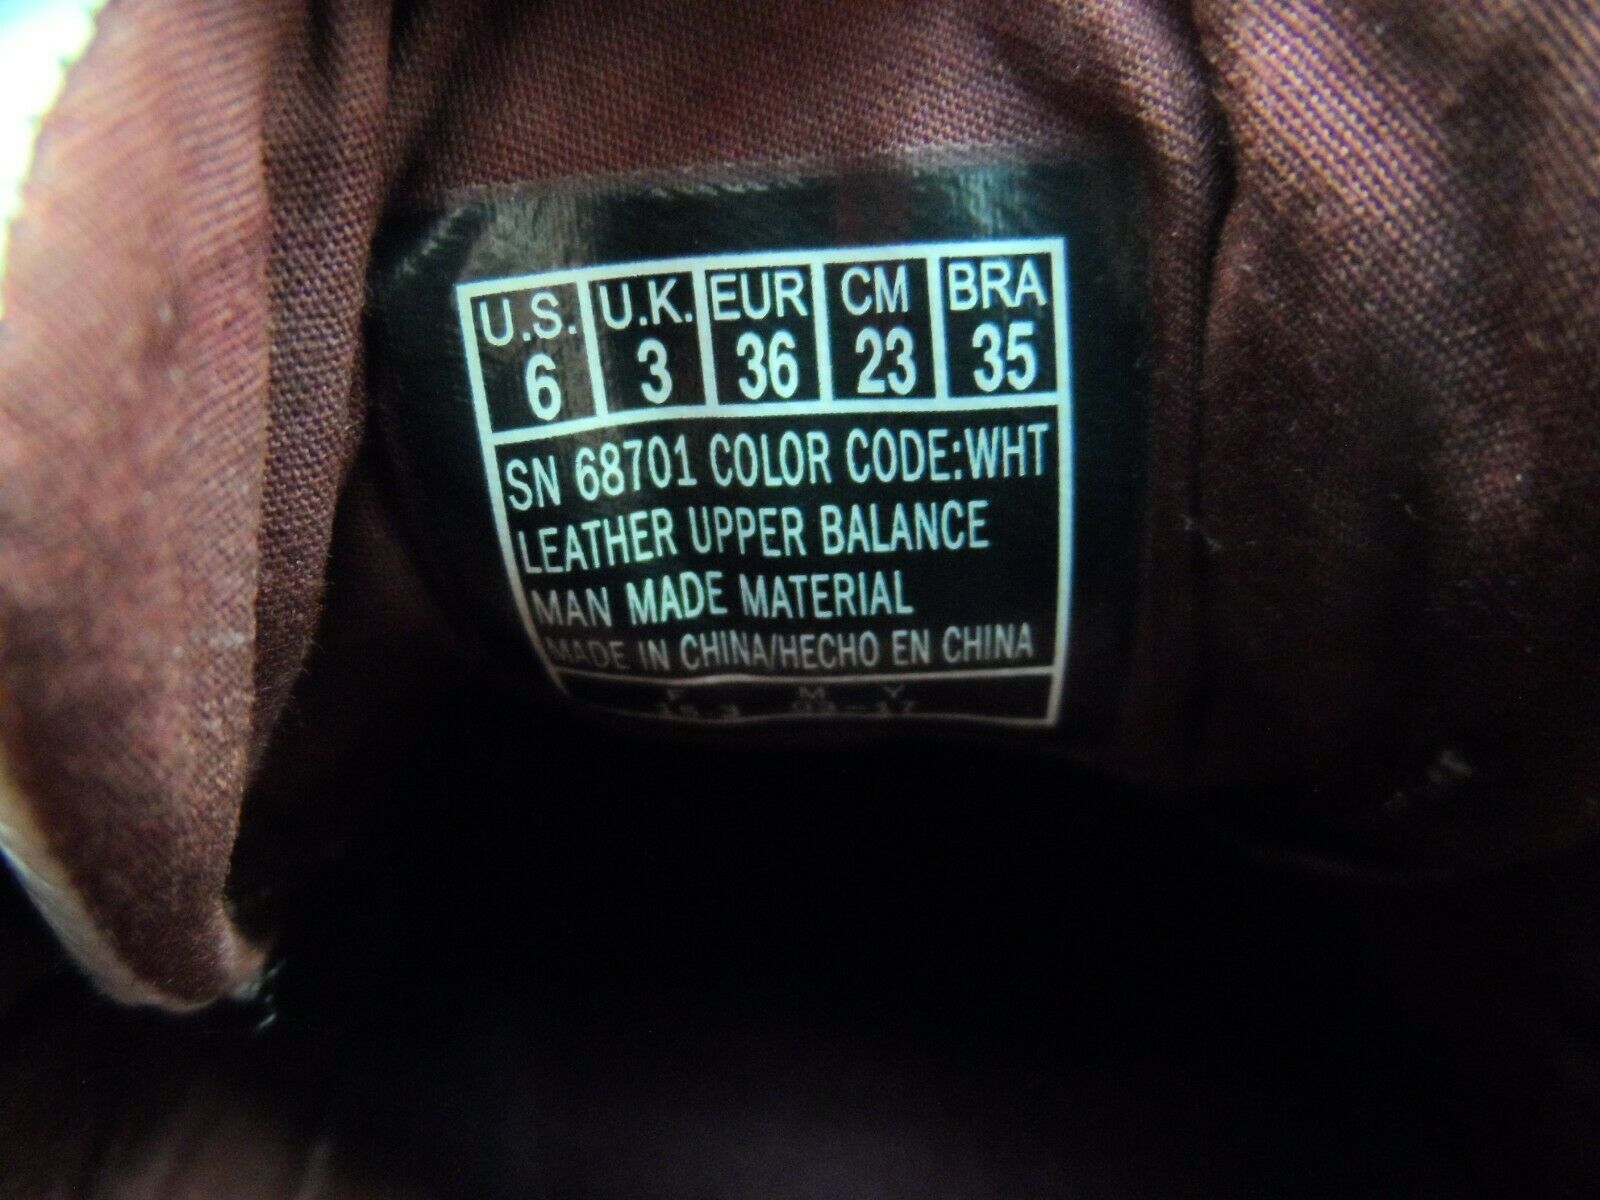 U.S. U.K. EUR CM BRA
6 3 36 23 35
SN 68701 COLOR CODE:WHT
LEATHER UPPER BALANCE
MAN MADE MATERIAL
MADE IN CHINA/HECHO EN CHINA
F M Y